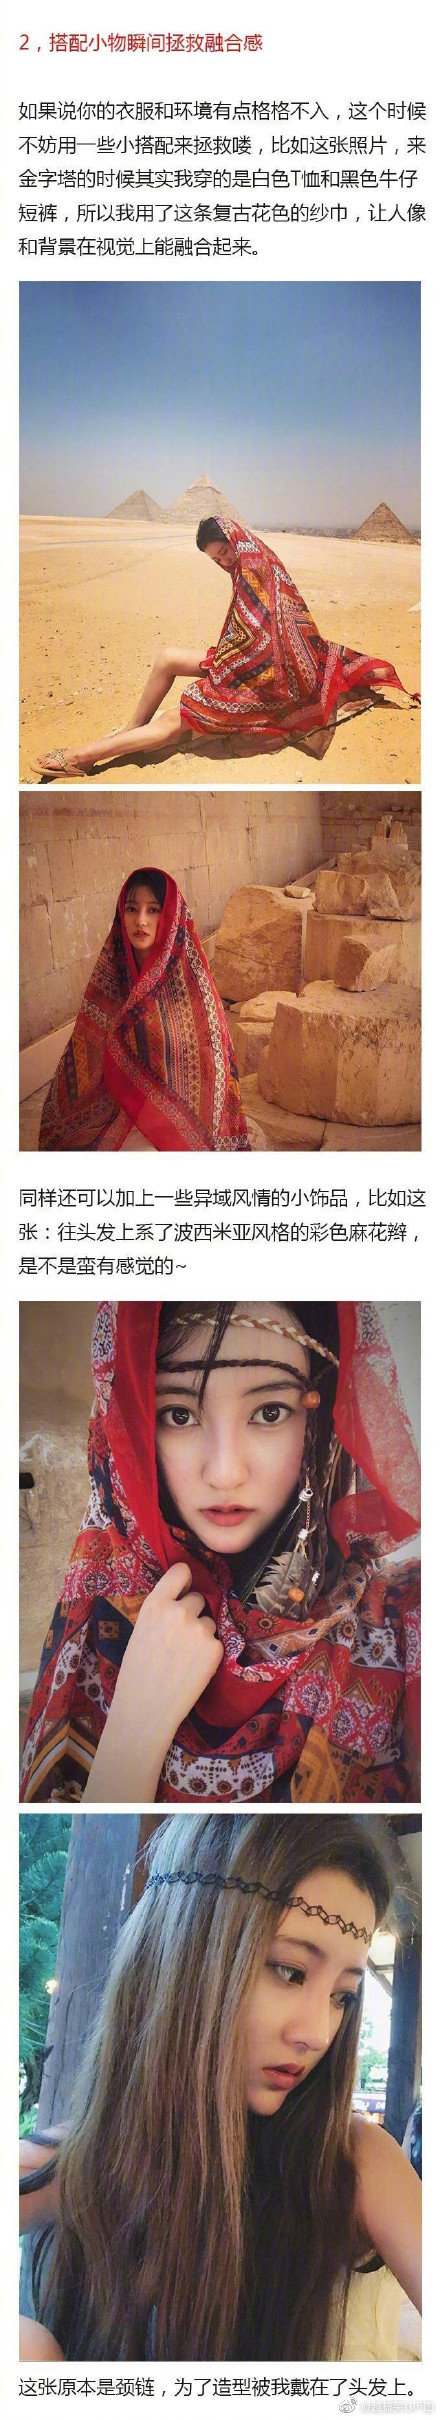 2，搭配小物瞬间拯救融合感
如果说你的衣服和环境有点格格不入，这个时候
不妨用一些小搭配来拯救喽，比如这张照片，来
金字塔的时候其实我穿的是白色T恤和黑色牛仔
短裤，所以我用了这条复古花色的纱巾，让人像
和背景在视觉上能融合起来。
同样还可以加上一些异域风情的小饰品，比如这
张：往头发上系了波西米亚风格的彩色麻花辫，
是不是蛮有感觉的~
这张原本是颈链，为了造型被我戴在了头发上。